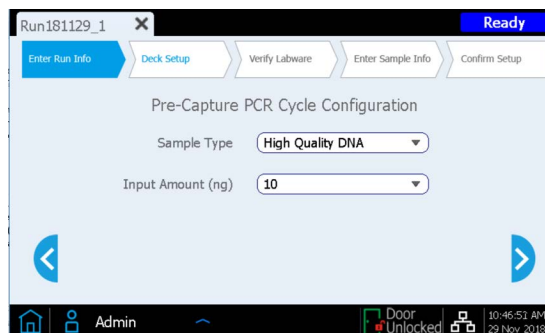 Run181129_1
Ready
Enter Run Info
Deck Setup
Verify Labware
Enter Sample Info
Confirm Setup
Pre-Capture PCR Cycle Configuration
Sample Type
High Quality DNA
Input Amount (ng)
10
Admin
Door
Unlocked
10:46:51 AM
29 Nov 2018